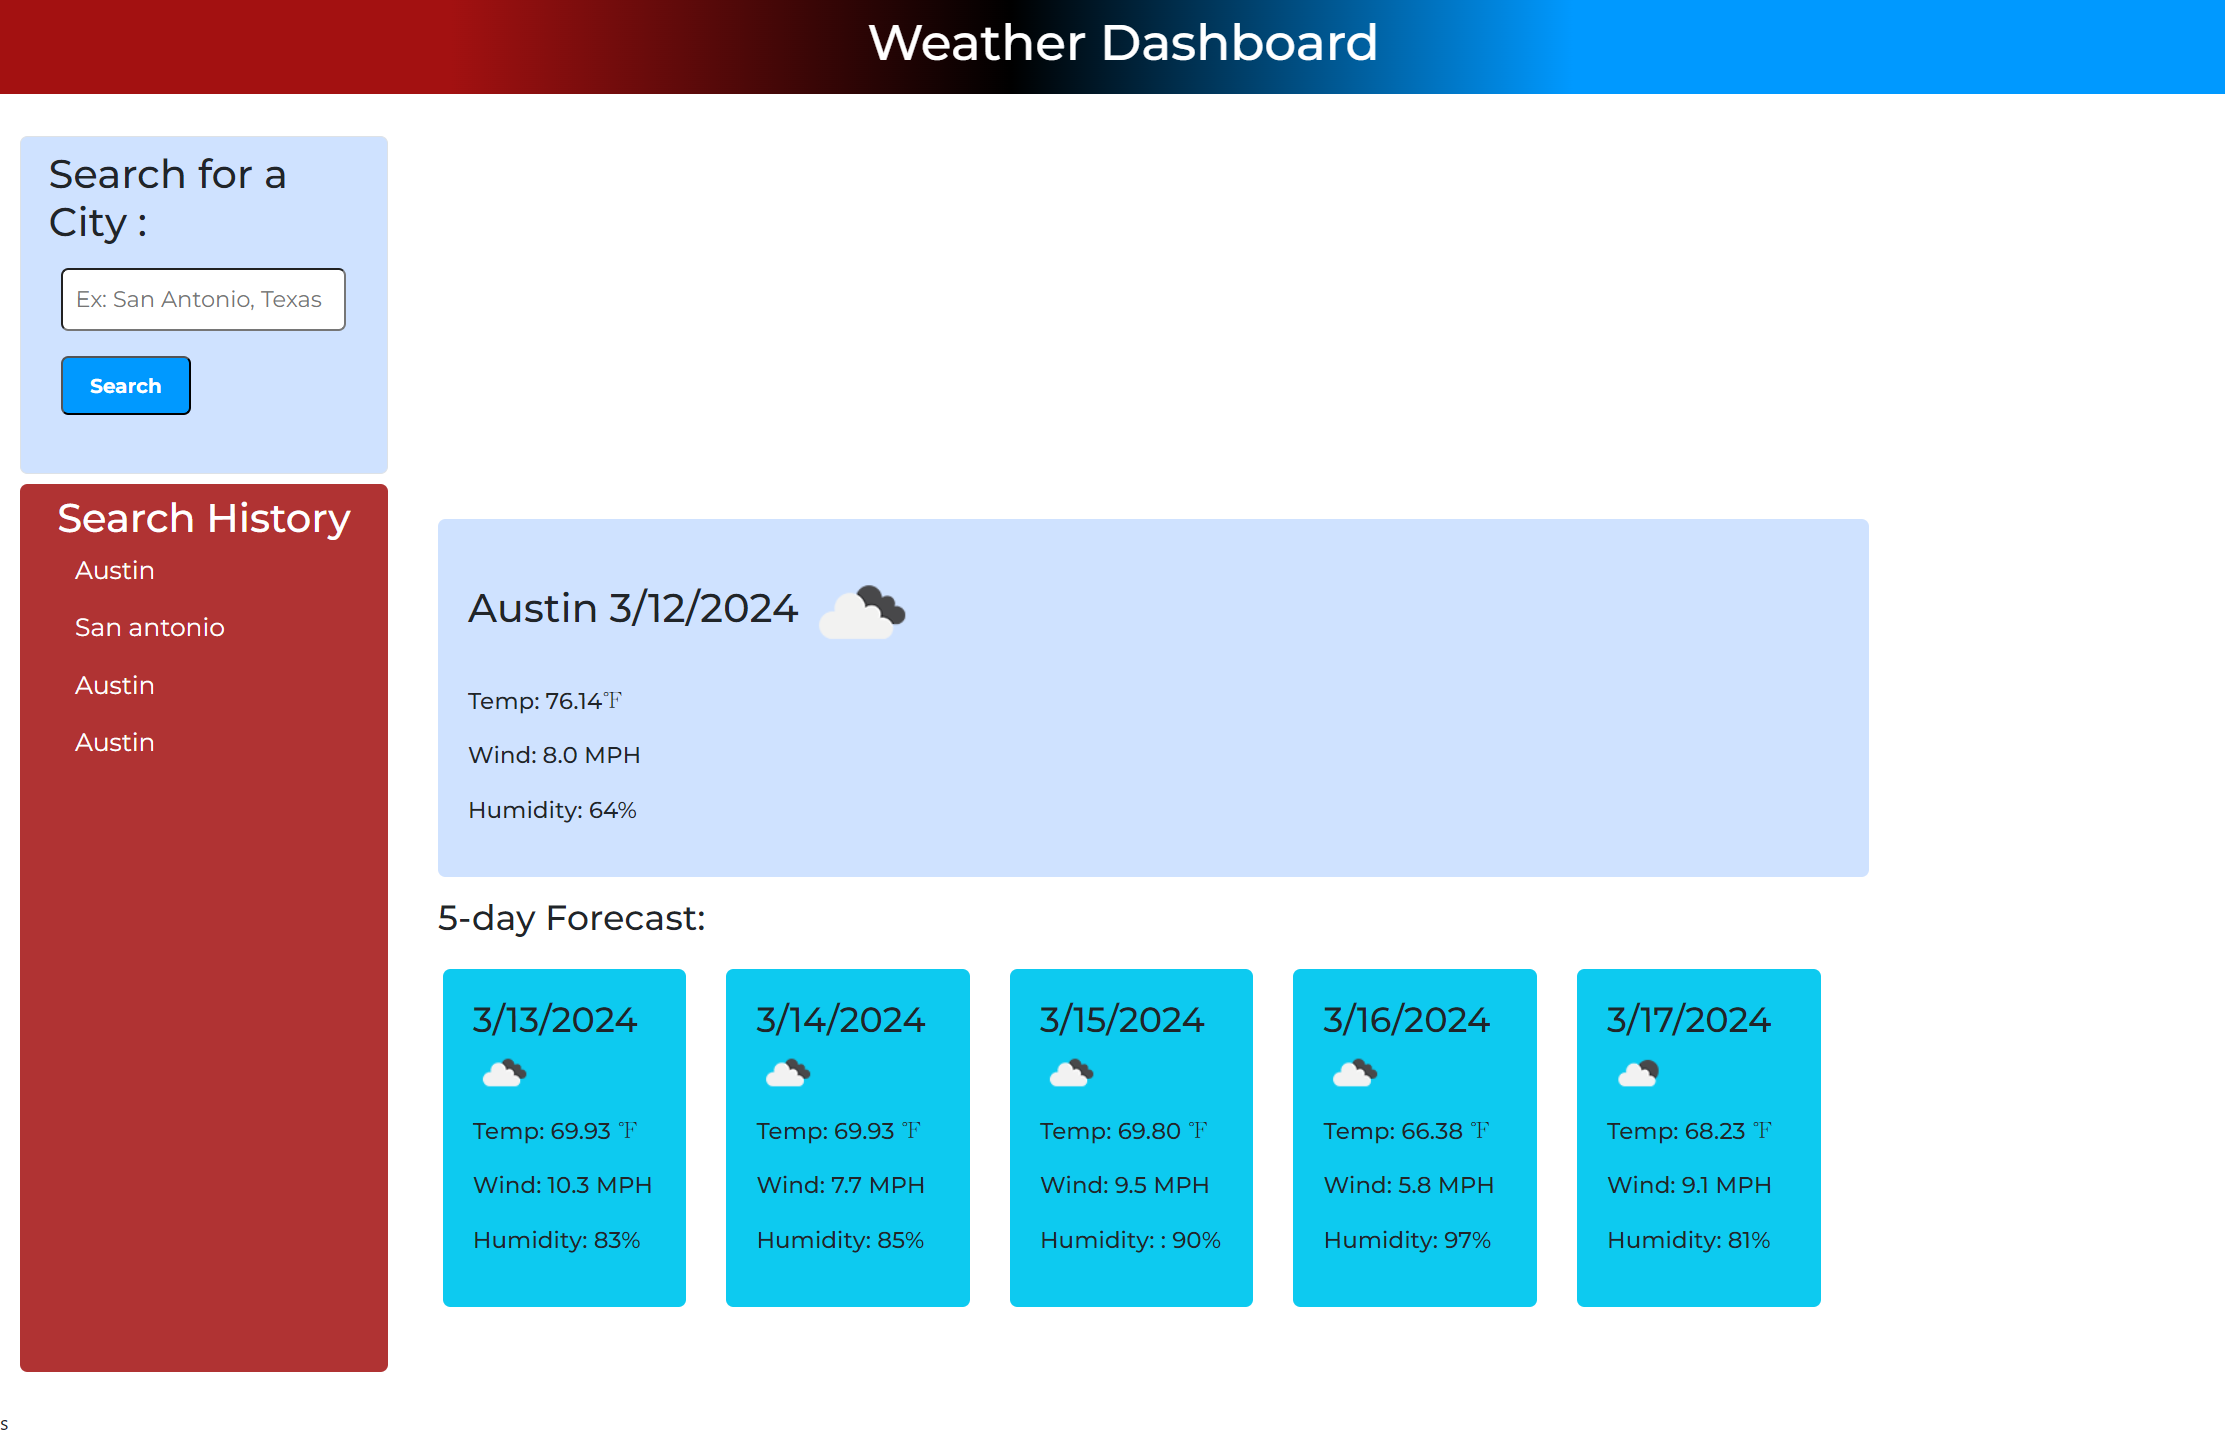 Weather Dashboard
Search for a
City :
Ex: San Antonio, Texas
Search
Search History
Austin
San antonio
Austin
Austin
Austin 3/12/2024
Temp: 76.14℉
Wind: 8.0 MPH
Humidity: 64%
5-day Forecast:
3/13/2024
Temp: 69.93 ℉
Wind: 10.3 MPH
Humidity: 83%
3/14/2024
Temp: 69.93 ℉
Wind: 7.7 MPH
Humidity: 85%
3/15/2024
Temp: 69.80 ℉
Wind: 9.5 MPH
Humidity: : 90%
3/16/2024
Temp: 66.38 ℉
Wind: 5.8 MPH
Humidity: 97%
3/17/2024
Temp: 68.23 ℉
Wind: 9.1 MPH
Humidity: 81%
s